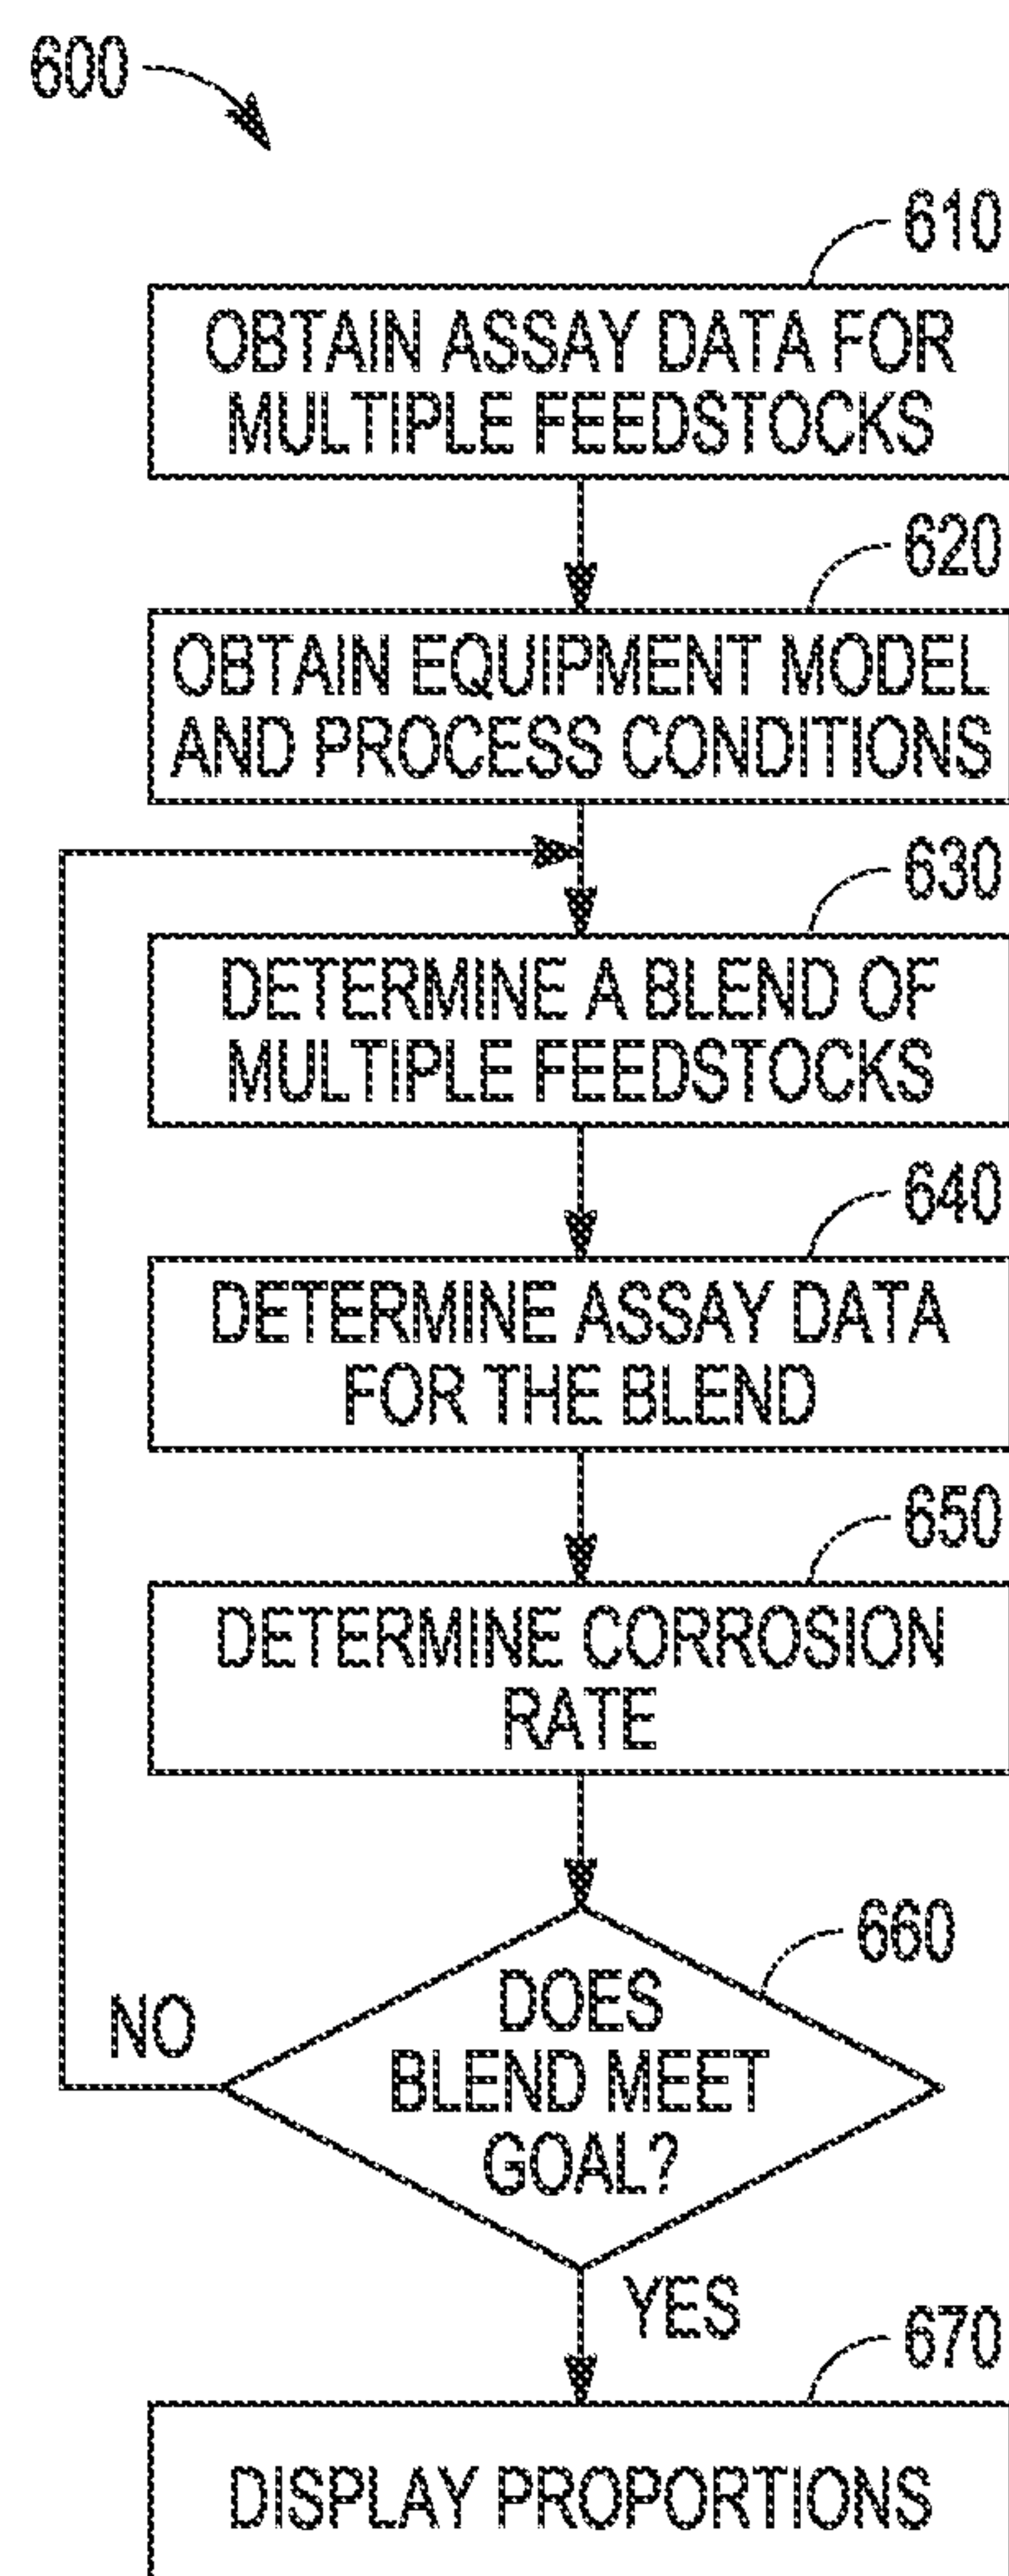 600
610
OBTAIN ASSAY DATA FOR
MULTIPLE FEEDSTOCKS
620
OBTAIN EQUIPMENT MODEL
AND PROCESS CONDITIONS
630
DETERMINE A BLEND OF
MULTIPLE FEEDSTOCKS
640
DETERMINE ASSAY DATA
FOR THE BLEND
650
DETERMINE CORROSION
RATE
660
DOES
BLEND MEET
GOAL?
NO
YES
670
DISPLAY PROPORTIONS